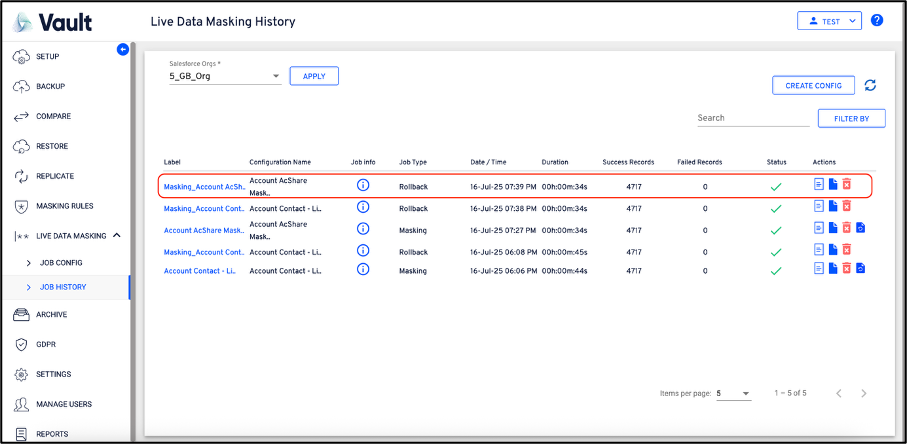 Vault
Live Data Masking History
TEST
?
SETUP
BACKUP
COMPARE
RESTORE
REPLICATE
MASKING RULES
|** LIVE DATA MASKING
JOB CONFIG
JOB HISTORY
ARCHIVE
GDPR
SETTINGS
MANAGE USERS
REPORTS
Salesforce Orgs *
5_GB_Org
APPLY
CREATE CONFIG
Search
FILTER BY
Label Configuration Name Job info Job Type Date / Time Duration Success Records Failed Records Status Actions
Masking_Account AcSh.. Account AcShare Mask.. Rollback 16-Jul-25 07:39 PM 00h:00m:34s 4717 0
Masking_Account Cont.. Account Contact - Li.. Rollback 16-Jul-25 07:38 PM 00h:00m:34s 4717 0
Account AcShare Mask.. Account AcShare Mask.. Masking 16-Jul-25 07:27 PM 00h:00m:34s 4717 0
Masking_Account Cont.. Account Contact - Li.. Rollback 16-Jul-25 06:08 PM 00h:00m:45s 4717 0
Account Contact - Li.. Account Contact - Li.. Masking 16-Jul-25 06:06 PM 00h:00m:44s 4717 0
Items per page: 5 1 – 5 of 5